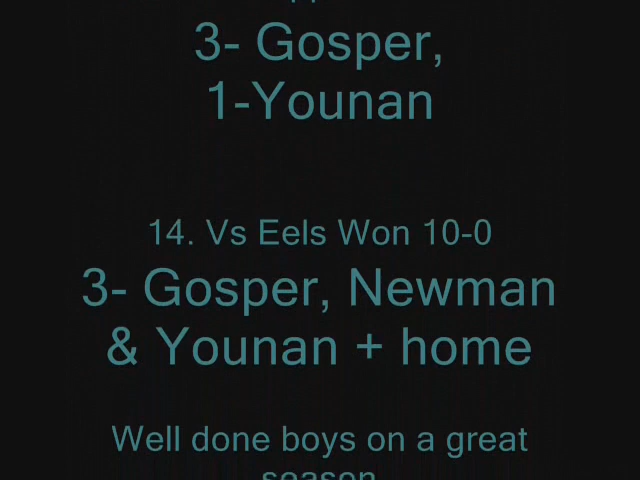 3- Gosper,
1-Younan
14. Vs Eels Won 10-0
3- Gosper, Newman
& Younan + home
Well done boys on a great
season